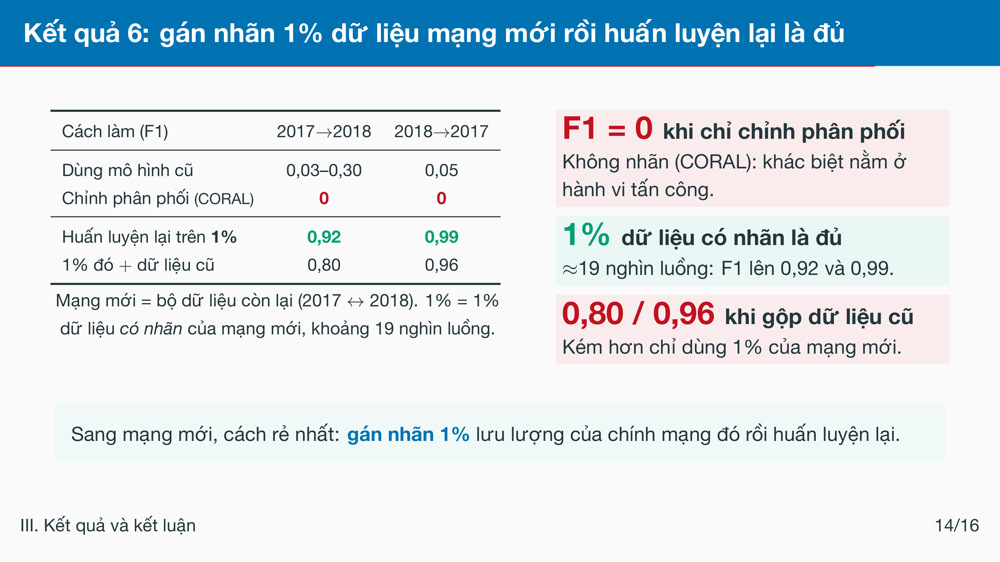 Kết quả 6: gán nhãn 1% dữ liệu mạng mới rồi huấn luyện lại là đủ
Cách làm (F1) 2017→2018 2018→2017
Dùng mô hình cũ 0,03–0,30 0,05
Chỉnh phân phối (CORAL) 0 0
Huấn luyện lại trên 1% 0,92 0,99
1% đó + dữ liệu cũ 0,80 0,96
Mạng mới = bộ dữ liệu còn lại (2017 ↔ 2018). 1% = 1%
dữ liệu có nhãn của mạng mới, khoảng 19 nghìn luồng.
F1 = 0 khi chỉ chỉnh phân phối
Không nhãn (CORAL): khác biệt nằm ở
hành vi tấn công.
1% dữ liệu có nhãn là đủ
≈19 nghìn luồng: F1 lên 0,92 và 0,99.
0,80 / 0,96 khi gộp dữ liệu cũ
Kém hơn chỉ dùng 1% của mạng mới.
Sang mạng mới, cách rẻ nhất: gán nhãn 1% lưu lượng của chính mạng đó rồi huấn luyện lại.
III. Kết quả và kết luận
14/16